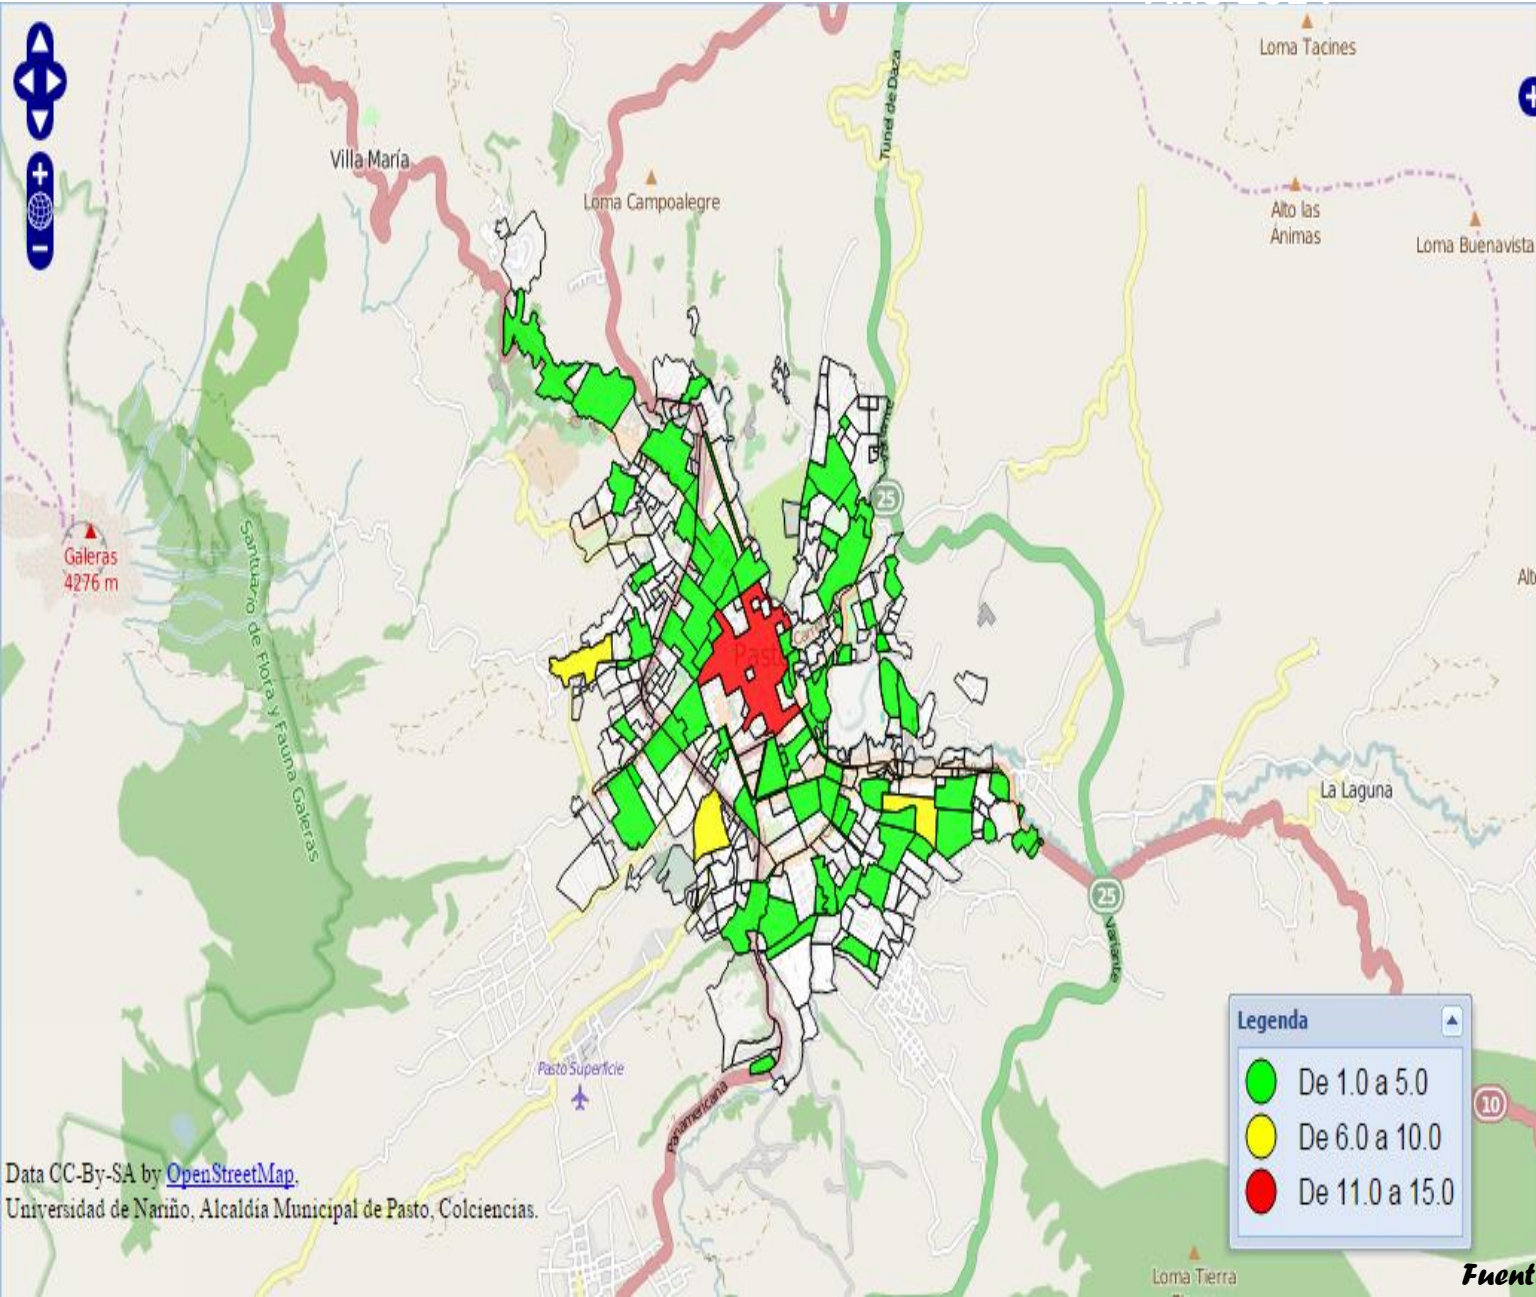 Loma Tacines
Tunel de Daza
Villa María
Loma Campoalegre
Alto las
Ánimas
Loma Buenavista
25
Galeras
4276 m
Santuario de Flora y Fauna Galeras
Pasto
La Laguna
25
Variante
Pasto Superficie
Panamericana
Legenda
De 1.0 a 5.0
De 6.0 a 10.0
De 11.0 a 15.0
10
Data CC-By-SA by OpenStreetMap.
Universidad de Nariño, Alcaldía Municipal de Pasto, Colciencias.
Loma Tierra
Fuent